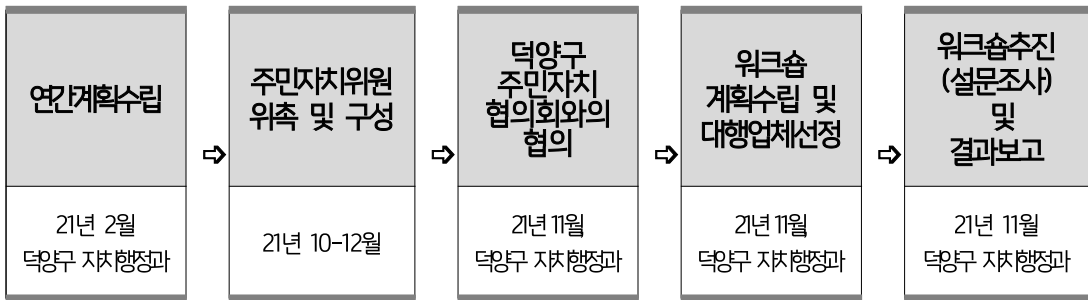 연간계획수립
21년 2월
덕양구 자치행정과
⇨
주민자치위원
위촉 및 구성
21년 10-12월
⇨
덕양구
주민자치
협의회와의
협의
21년 11월
덕양구 자치행정과
⇨
워크숍
계획수립 및
대행업체선정
21년 11월
덕양구 자치행정과
⇨
워크숍추진
(설문조사)
및
결과보고
21년 11월
덕양구 자치행정과